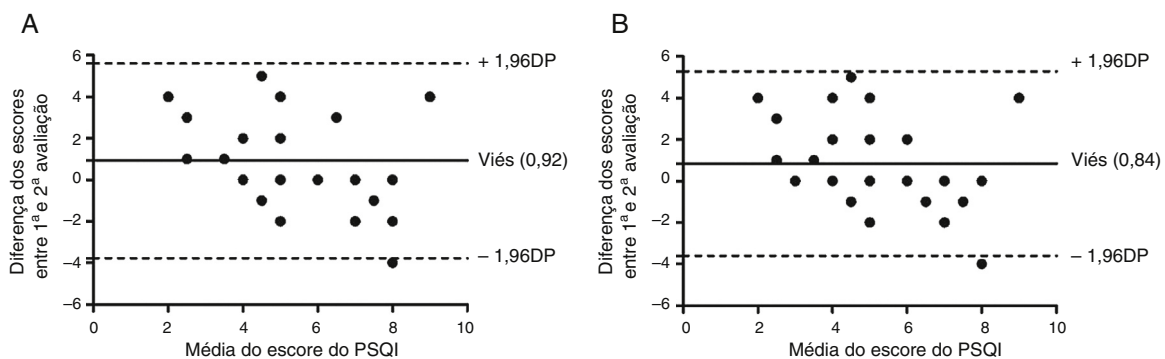 A
Diferença dos escores
entre 1ª e 2ª avaliação
6
4
2
0
–2
–4
–6
0 2 4 6 8 10
Média do escore do PSQI
+ 1,96DP
Viés (0,92)
– 1,96DP
B
Diferença dos escores
entre 1ª e 2ª avaliação
6
4
2
0
–2
–4
–6
0 2 4 6 8 10
Média do escore do PSQI
+ 1,96DP
Viés (0,84)
– 1,96DP